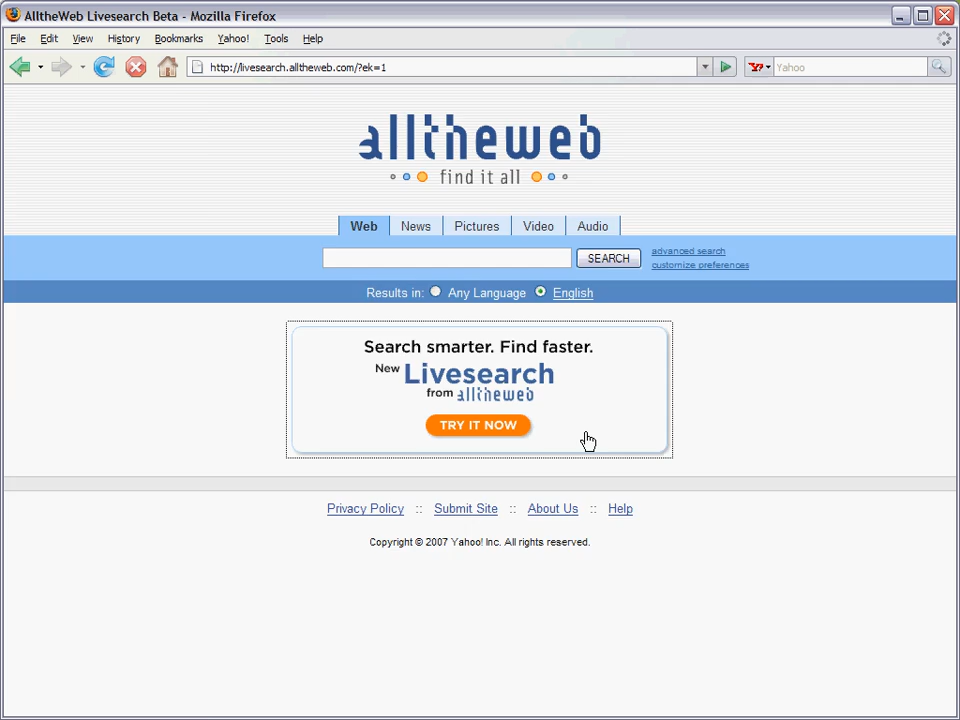 AlltheWeb Livesearch Beta - Mozilla Firefox
File Edit View History Bookmarks Yahoo! Tools Help
http://livesearch.alltheweb.com/?ek=1 Y! Yahoo
alltheweb
find it all
Web News Pictures Video Audio
SEARCH advanced search
customize preferences
Results in: Any Language English
Search smarter. Find faster.
New Livesearch
from alltheweb
TRY IT NOW
Privacy Policy :: Submit Site :: About Us :: Help
Copyright © 2007 Yahoo! Inc. All rights reserved.